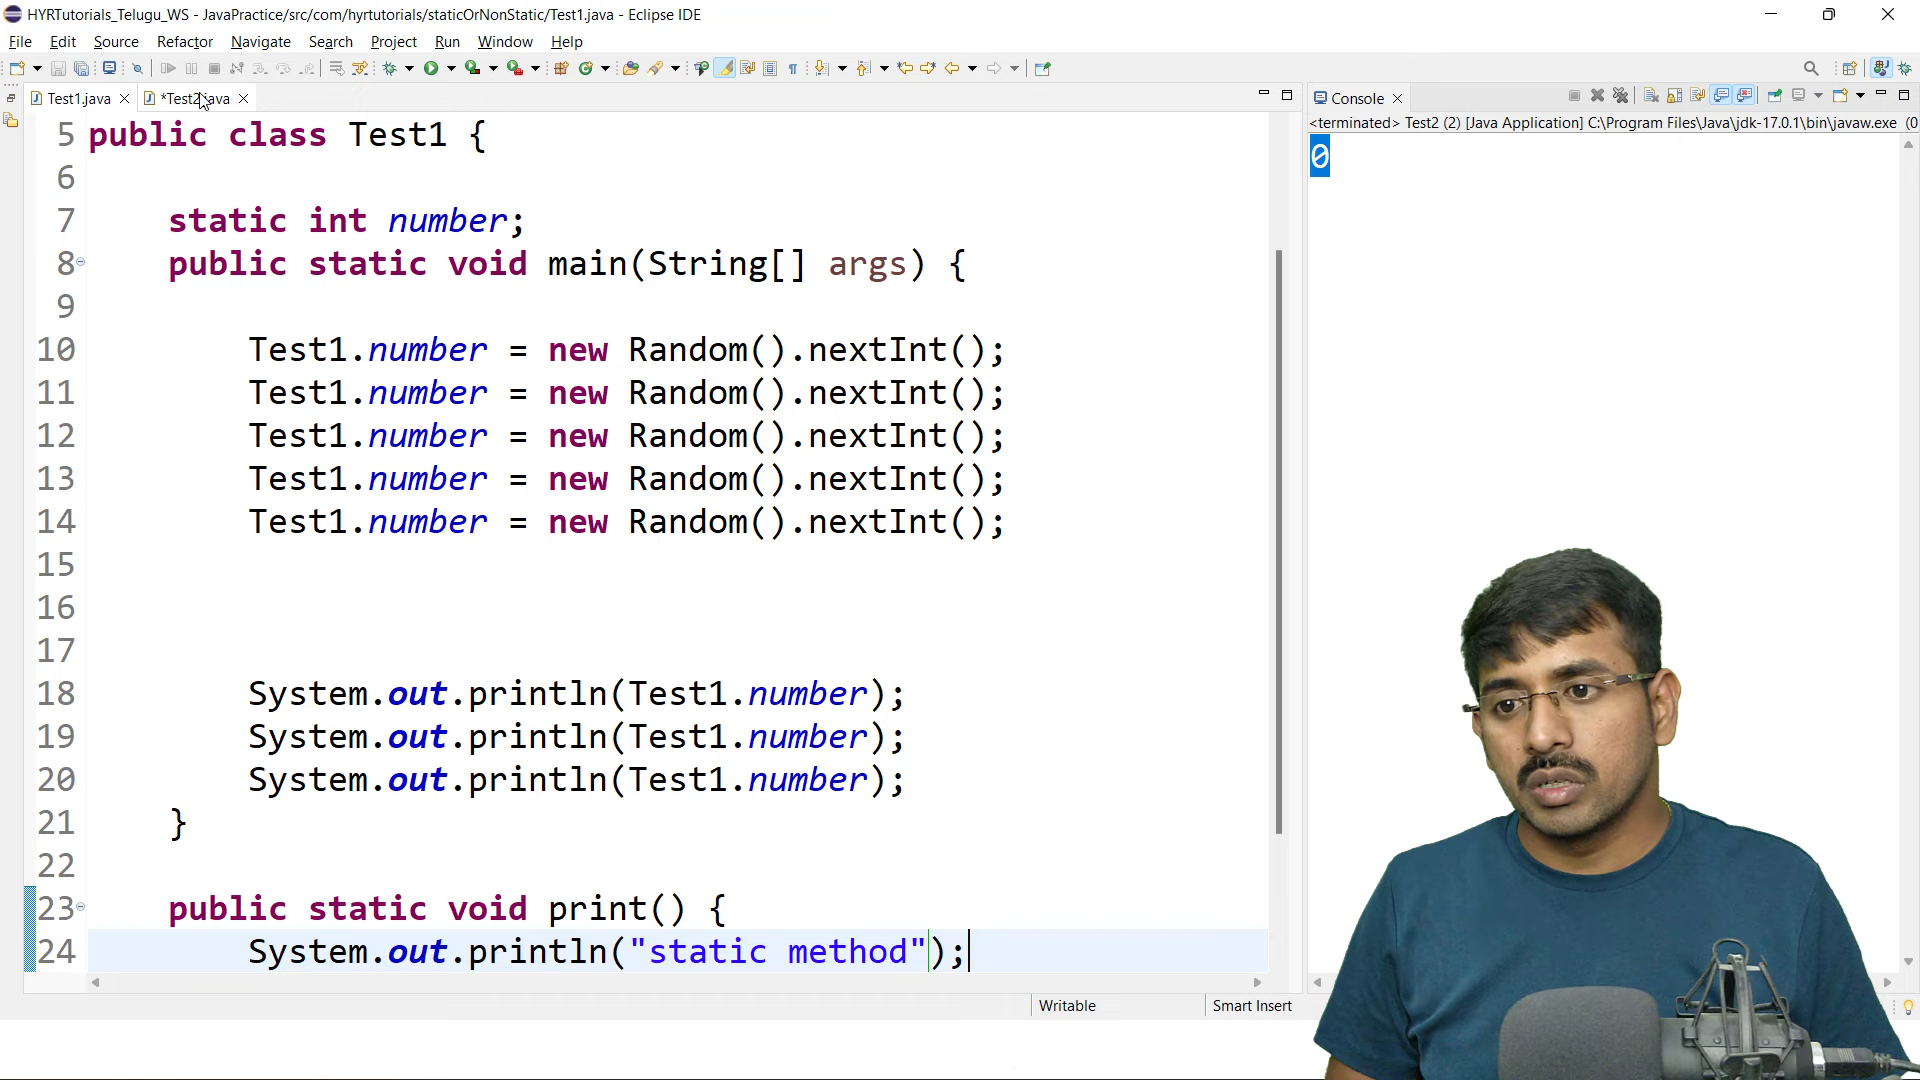 HYRTutorials_Telugu_WS - JavaPractice/src/com/hyrtutorials/staticOrNonStatic/Test1.java - Eclipse IDE
File Edit Source Refactor Navigate Search Project Run Window Help
Test1.java
*Test2.java
5 public class Test1 {
6
7 static int number;
8 public static void main(String[] args) {
9
10 Test1.number = new Random().nextInt();
11 Test1.number = new Random().nextInt();
12 Test1.number = new Random().nextInt();
13 Test1.number = new Random().nextInt();
14 Test1.number = new Random().nextInt();
15
16
17
18 System.out.println(Test1.number);
19 System.out.println(Test1.number);
20 System.out.println(Test1.number);
21 }
22
23 public static void print() {
24 System.out.println("static method");
Writable Smart Insert
Console
<terminated> Test2 (2) [Java Application] C:\Program Files\Java\jdk-17.0.1\bin\javaw.exe (0
0